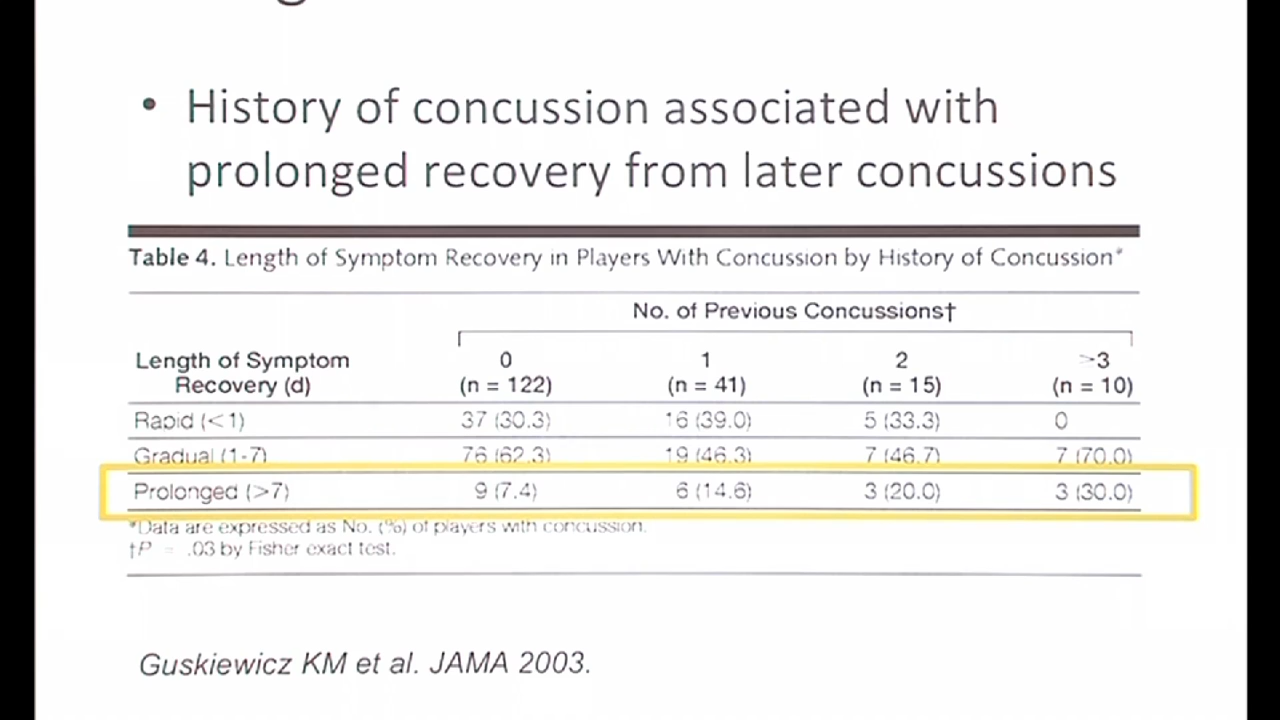 • History of concussion associated with
prolonged recovery from later concussions
Table 4. Length of Symptom Recovery in Players With Concussion by History of Concussion*
No. of Previous Concussions†
Length of Symptom 0 1 2 >3
Recovery (d) (n = 122) (n = 41) (n = 15) (n = 10)
Rapid (<1) 37 (30.3) 16 (39.0) 5 (33.3) 0
Gradual (1-7) 76 (62.3) 19 (46.3) 7 (46.7) 7 (70.0)
Prolonged (>7) 9 (7.4) 6 (14.6) 3 (20.0) 3 (30.0)
*Data are expressed as No. (%) of players with concussion.
†P = .03 by Fisher exact test.
Guskiewicz KM et al. JAMA 2003.